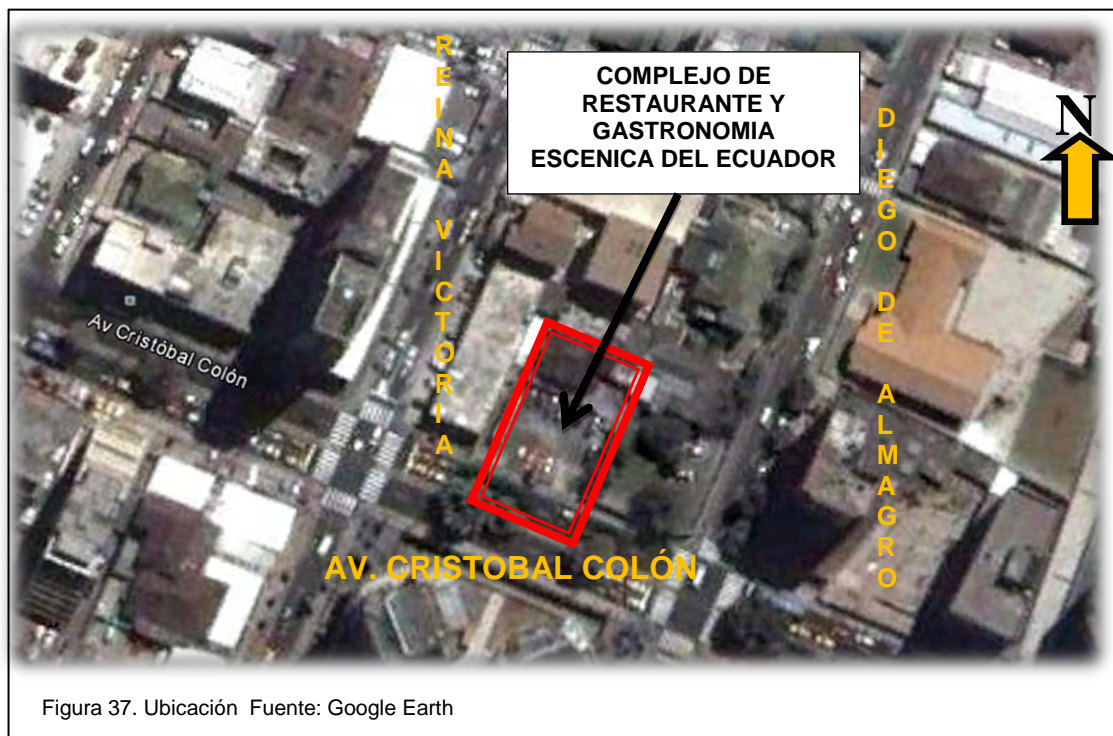 REINA VICTORIA
COMPLEJO DE
RESTAURANTE Y
GASTRONOMIA
ESCENICA DEL ECUADOR
DIEGO DE ALMAGRO
N
Av Cristóbal Colón
AV. CRISTOBAL COLÓN
Figura 37. Ubicación Fuente: Google Earth